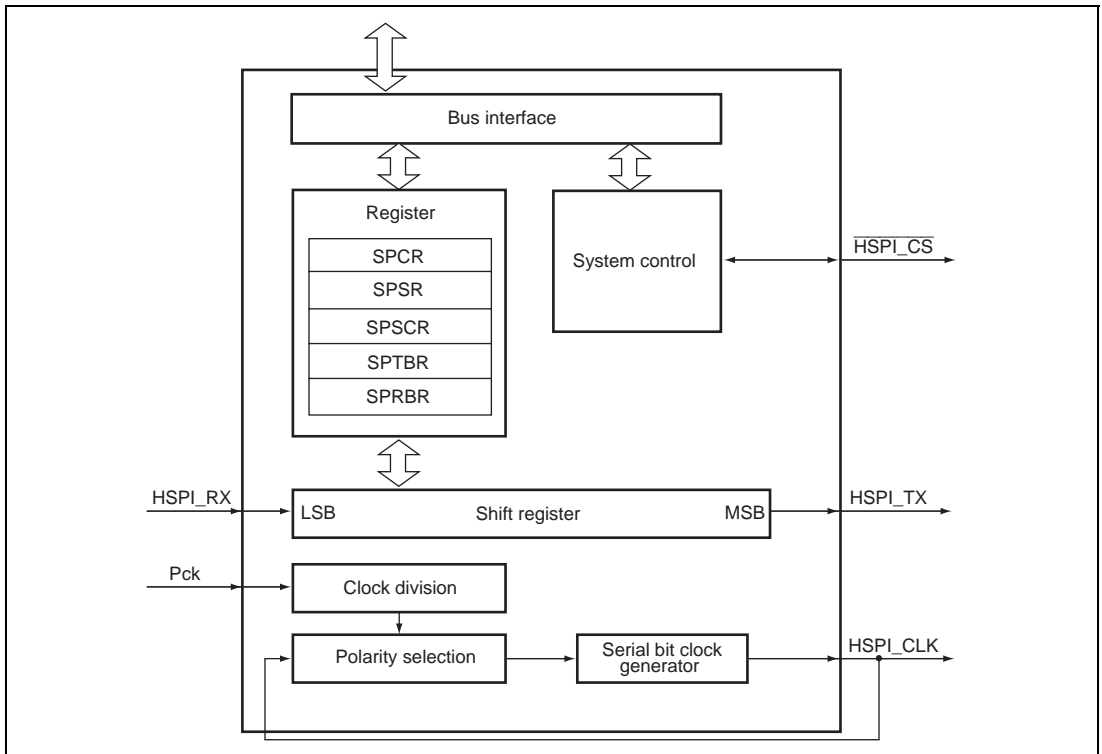 Bus interface
Register
SPCR
SPSR
SPSCR
SPTBR
SPRBR
System control
HSPI_CS
HSPI_RX
LSB
Shift register
MSB
HSPI_TX
Pck
Clock division
Polarity selection
Serial bit clock
generator
HSPI_CLK